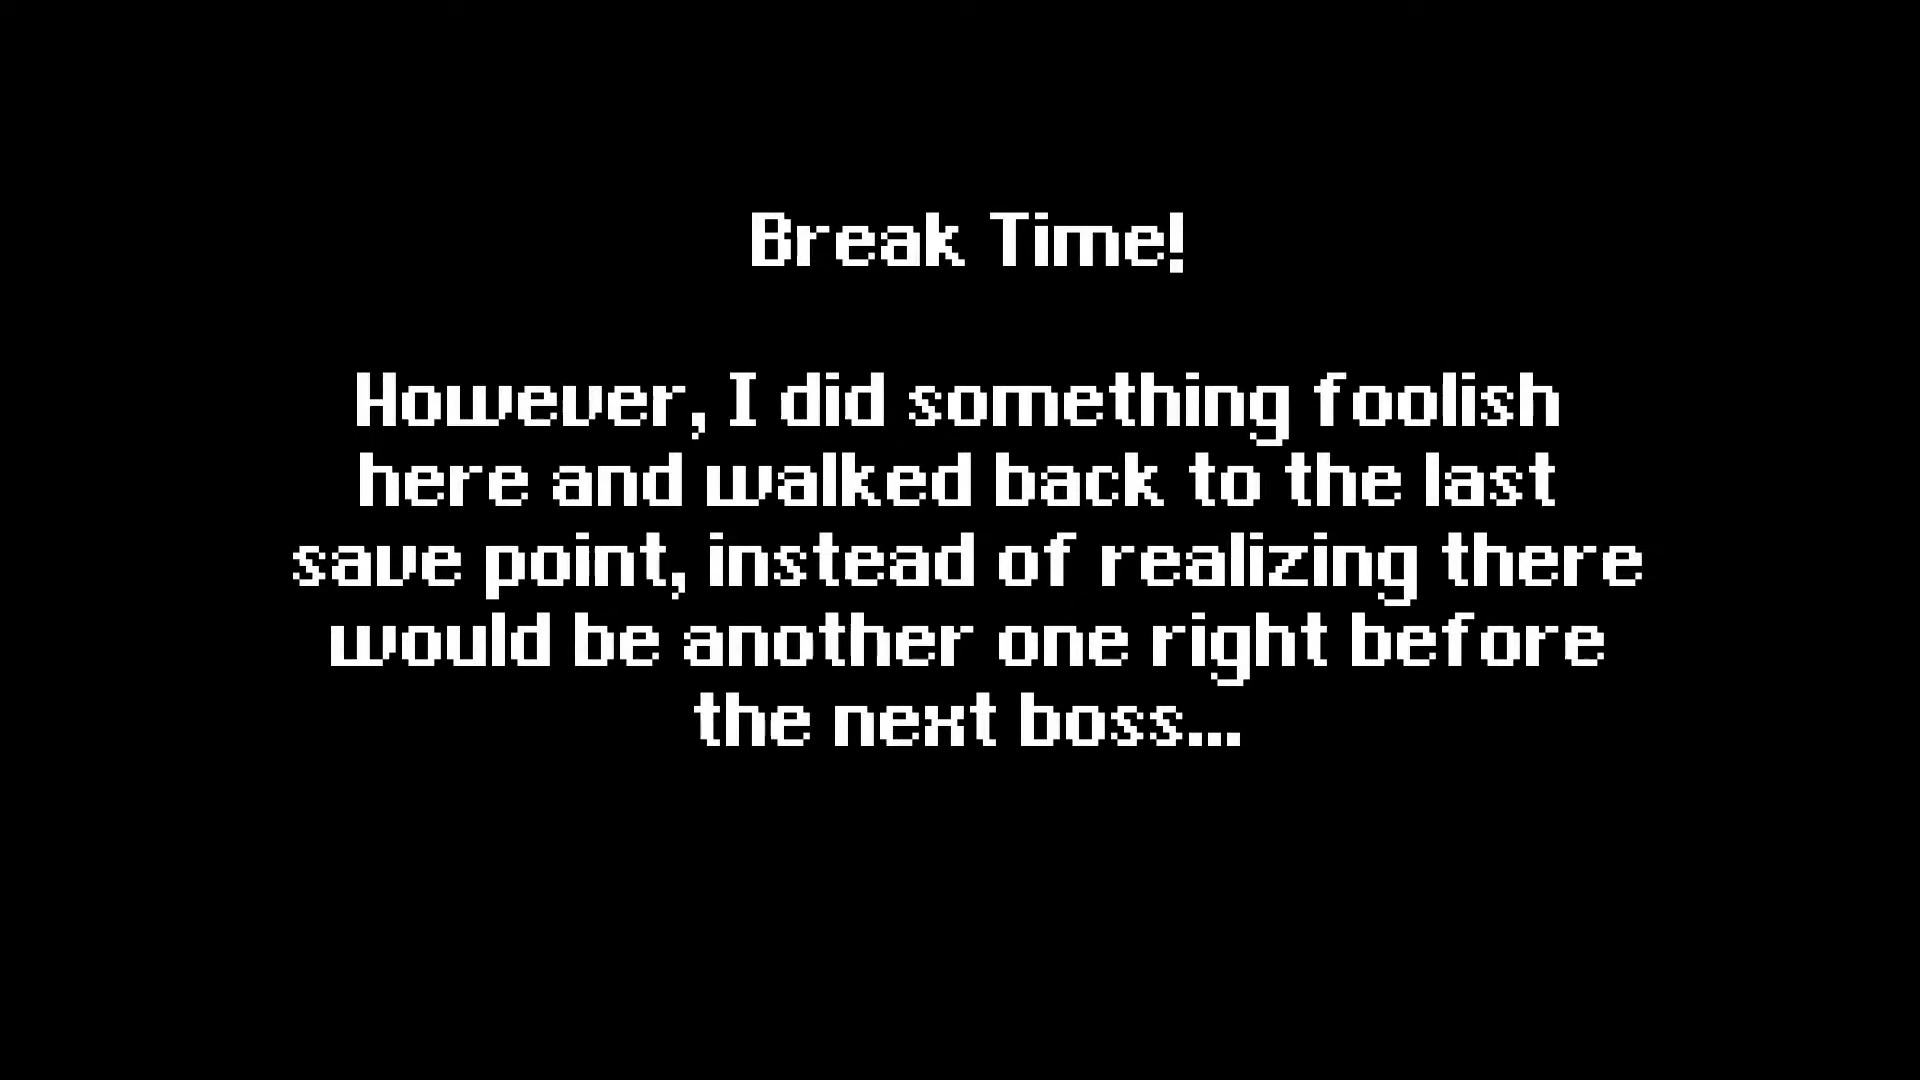 Break Time!
However, I did something foolish
here and walked back to the last
save point, instead of realizing there
would be another one right before
the next boss...